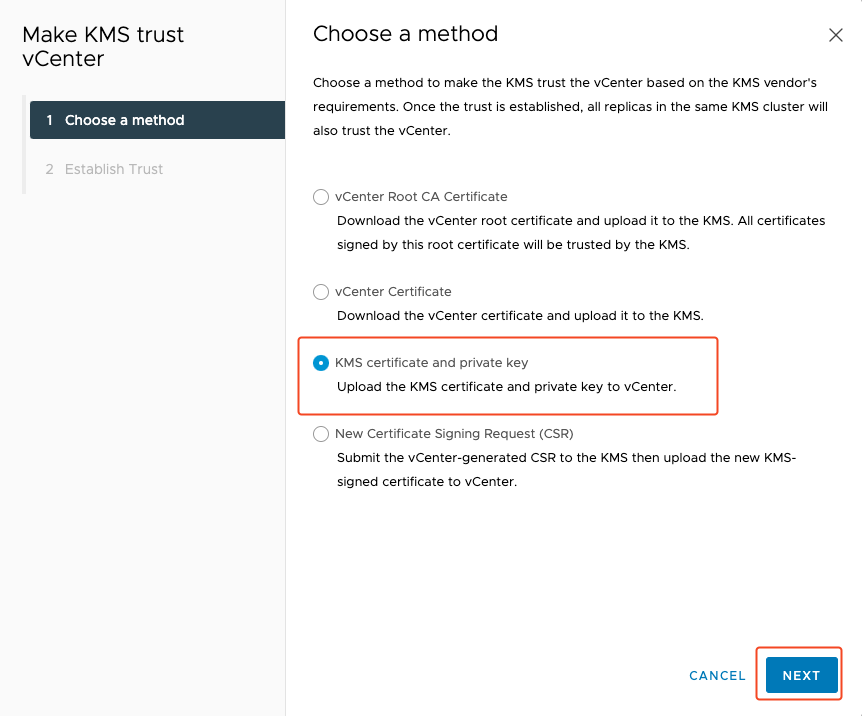 Make KMS trust
vCenter
1 Choose a method
2 Establish Trust
Choose a method
Choose a method to make the KMS trust the vCenter based on the KMS vendor's
requirements. Once the trust is established, all replicas in the same KMS cluster will
also trust the vCenter.
vCenter Root CA Certificate
Download the vCenter root certificate and upload it to the KMS. All certificates
signed by this root certificate will be trusted by the KMS.
vCenter Certificate
Download the vCenter certificate and upload it to the KMS.
KMS certificate and private key
Upload the KMS certificate and private key to vCenter.
New Certificate Signing Request (CSR)
Submit the vCenter-generated CSR to the KMS then upload the new KMS-
signed certificate to vCenter.
CANCEL NEXT